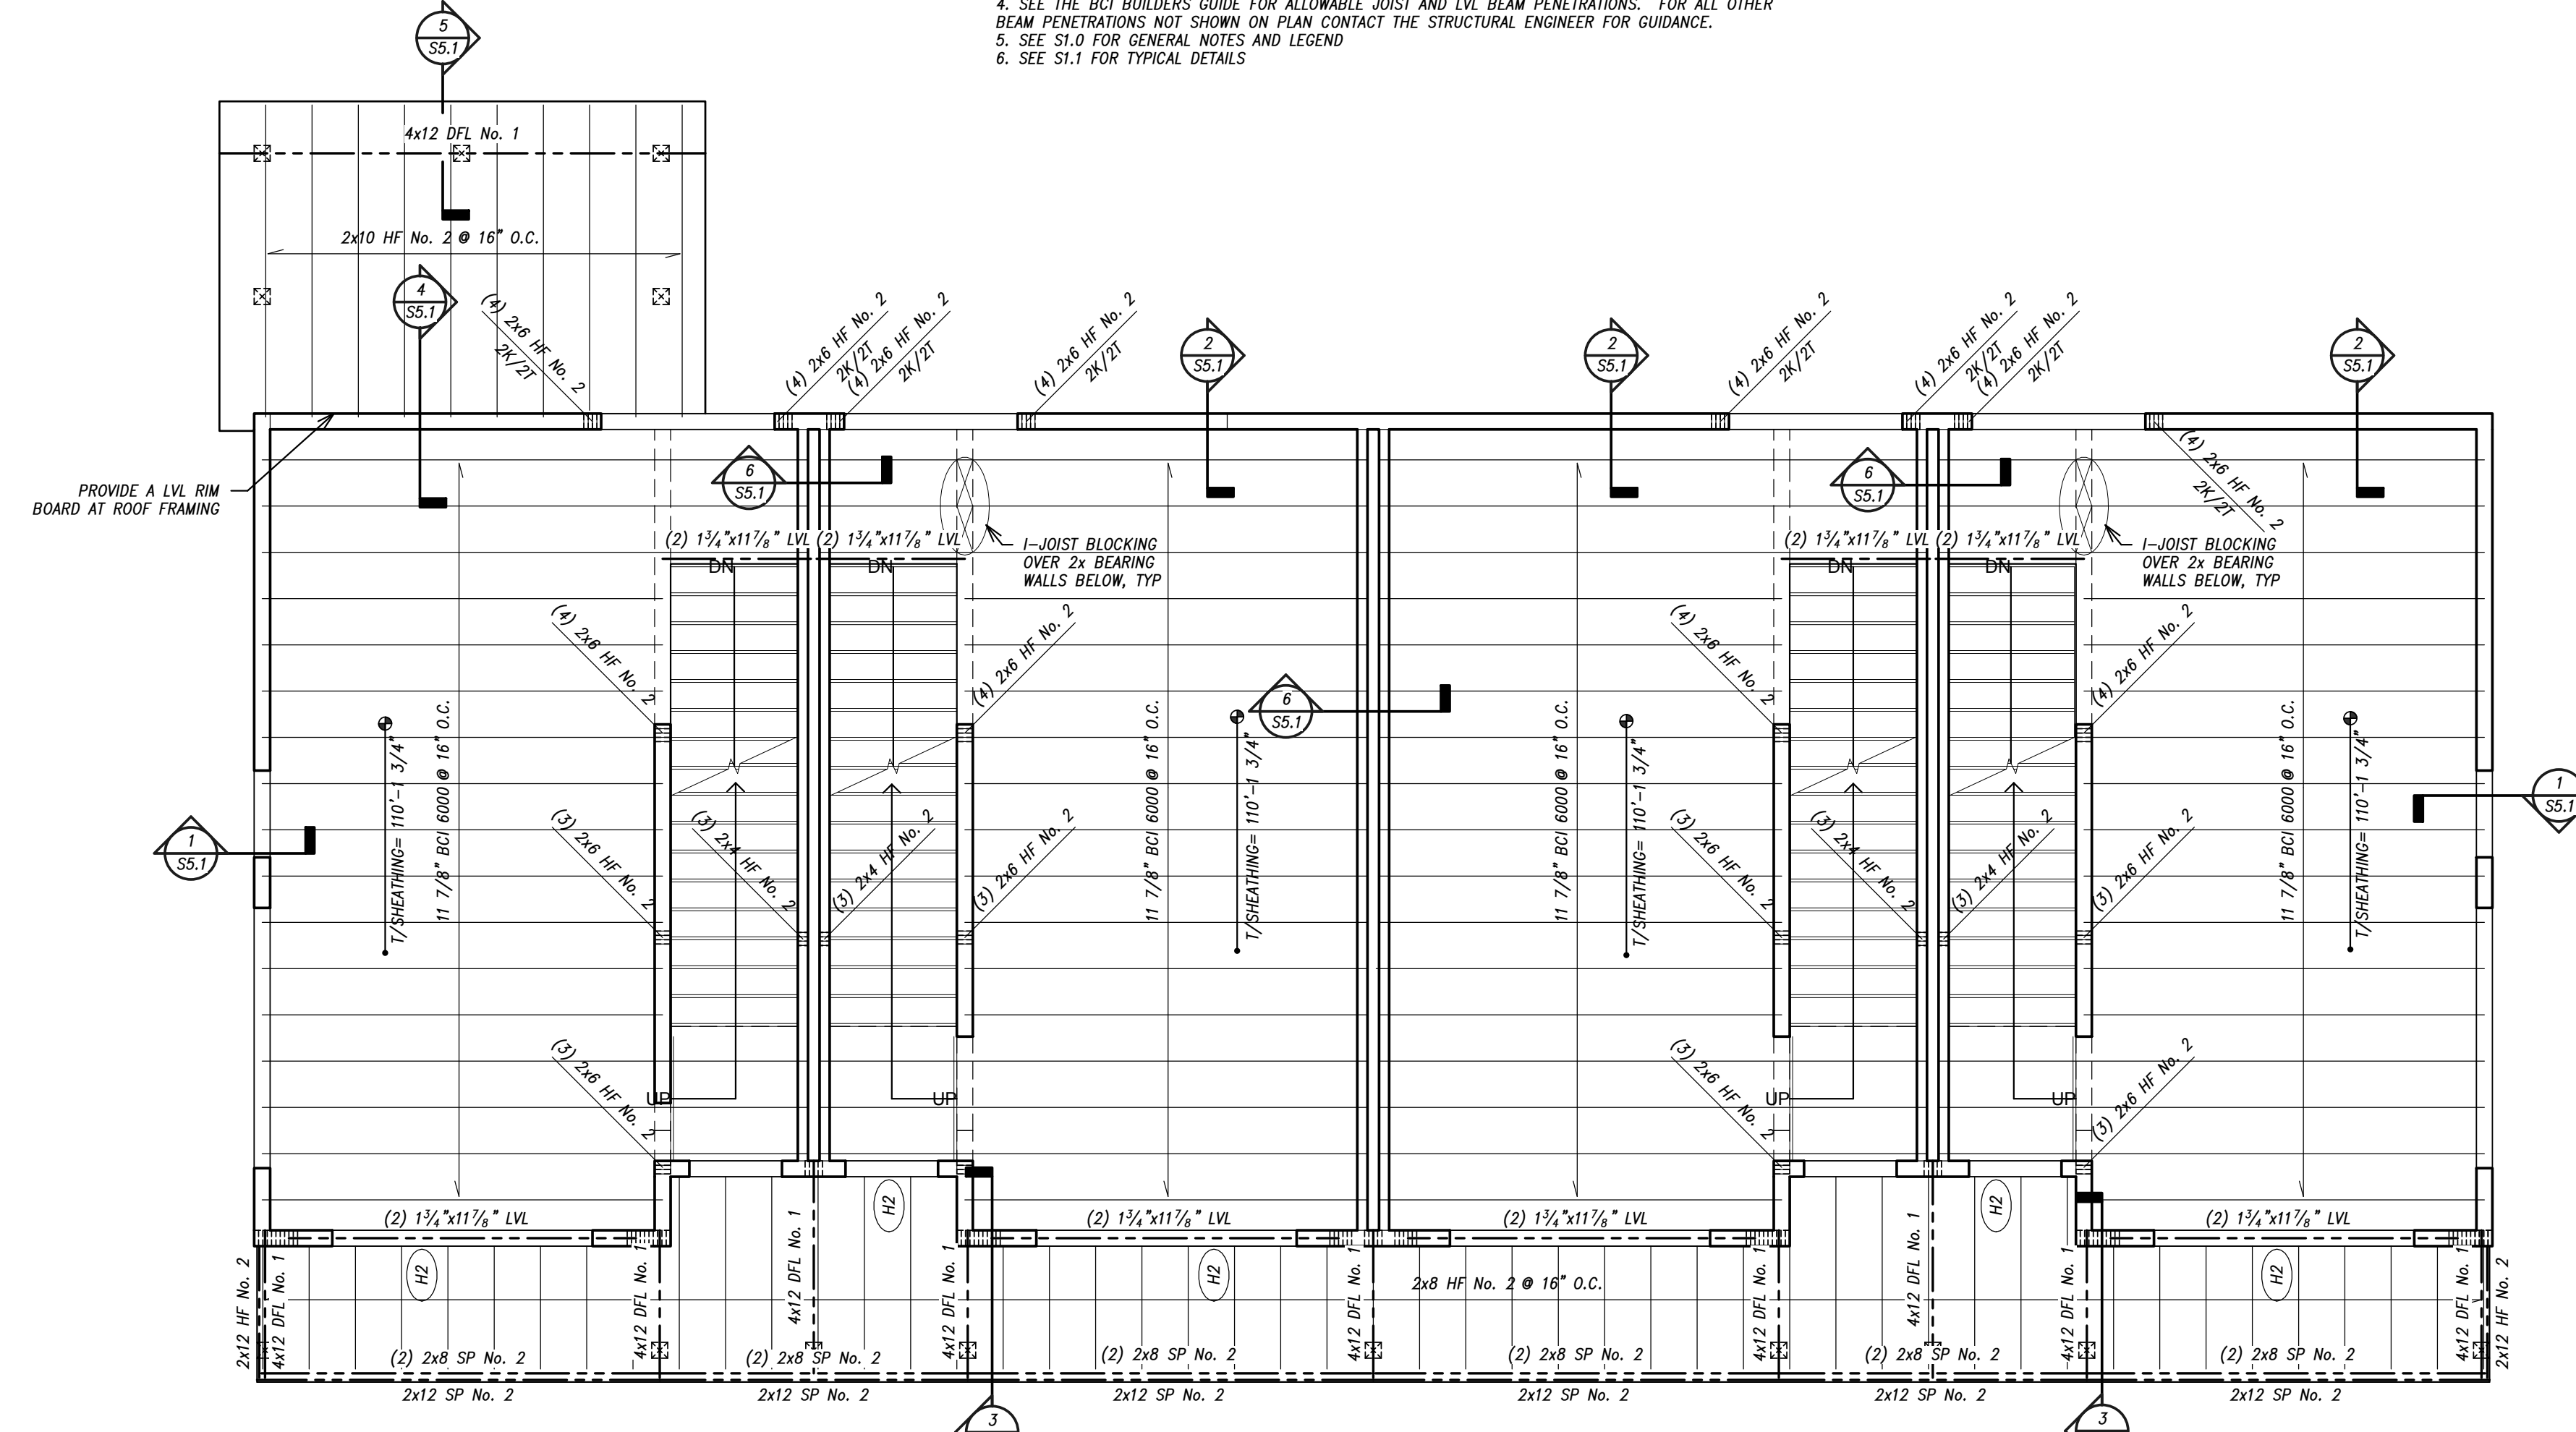 4. SEE THE BCI BUILDERS GUIDE FOR ALLOWABLE JOIST AND LVL BEAM PENETRATIONS. FOR ALL OTHER
BEAM PENETRATIONS NOT SHOWN ON PLAN CONTACT THE STRUCTURAL ENGINEER FOR GUIDANCE.
5. SEE S1.0 FOR GENERAL NOTES AND LEGEND
6. SEE S1.1 FOR TYPICAL DETAILS
5
S5.1
4x12 DFL No. 1
2x10 HF No. 2 @ 16" O.C.
4
S5.1
(4) 2x6 HF No. 2
2K/2T
(4) 2x6 HF No. 2
2K/2T
(4) 2x6 HF No. 2
2K/2T
(4) 2x6 HF No. 2
2K/2T
2
S5.1
2
S5.1
(4) 2x6 HF No. 2
2K/2T
(4) 2x6 HF No. 2
2K/2T
(4) 2x6 HF No. 2
2K/2T
2
S5.1
(4) 2x6 HF No. 2
2K/2T
PROVIDE A LVL RIM
BOARD AT ROOF FRAMING
6
S5.1
6
S5.1
(2) 1¾"x11⅞" LVL
(2) 1¾"x11⅞" LVL
(2) 1¾"x11⅞" LVL
(2) 1¾"x11⅞" LVL
I-JOIST BLOCKING
OVER 2x BEARING
WALLS BELOW, TYP
I-JOIST BLOCKING
OVER 2x BEARING
WALLS BELOW, TYP
DN
DN
DN
DN
(4) 2x6 HF No. 2
(4) 2x6 HF No. 2
(4) 2x6 HF No. 2
(4) 2x6 HF No. 2
6
S5.1
T/SHEATHING= 110'-1 3/4"
11 7/8" BCI 6000 @ 16" O.C.
11 7/8" BCI 6000 @ 16" O.C.
T/SHEATHING= 110'-1 3/4"
11 7/8" BCI 6000 @ 16" O.C.
T/SHEATHING= 110'-1 3/4"
11 7/8" BCI 6000 @ 16" O.C.
T/SHEATHING= 110'-1 3/4"
1
S5.1
1
S5.1
(3) 2x6 HF No. 2
(3) 2x4 HF No. 2
(3) 2x4 HF No. 2
(3) 2x6 HF No. 2
(3) 2x6 HF No. 2
(3) 2x4 HF No. 2
(3) 2x4 HF No. 2
(3) 2x6 HF No. 2
(3) 2x6 HF No. 2
(3) 2x6 HF No. 2
(3) 2x6 HF No. 2
UP
UP
UP
UP
(2) 1¾"x11⅞" LVL
(2) 1¾"x11⅞" LVL
(2) 1¾"x11⅞" LVL
(2) 1¾"x11⅞" LVL
H2
H2
H2
H2
H2
2x12 HF No. 2
4x12 DFL No. 1
4x12 DFL No. 1
4x12 DFL No. 1
4x12 DFL No. 1
4x12 DFL No. 1
2x8 HF No. 2 @ 16" O.C.
4x12 DFL No. 1
4x12 DFL No. 1
4x12 DFL No. 1
4x12 DFL No. 1
2x12 HF No. 2
(2) 2x8 SP No. 2
(2) 2x8 SP No. 2
(2) 2x8 SP No. 2
(2) 2x8 SP No. 2
(2) 2x8 SP No. 2
(2) 2x8 SP No. 2
2x12 SP No. 2
2x12 SP No. 2
2x12 SP No. 2
2x12 SP No. 2
2x12 SP No. 2
2x12 SP No. 2
3
3